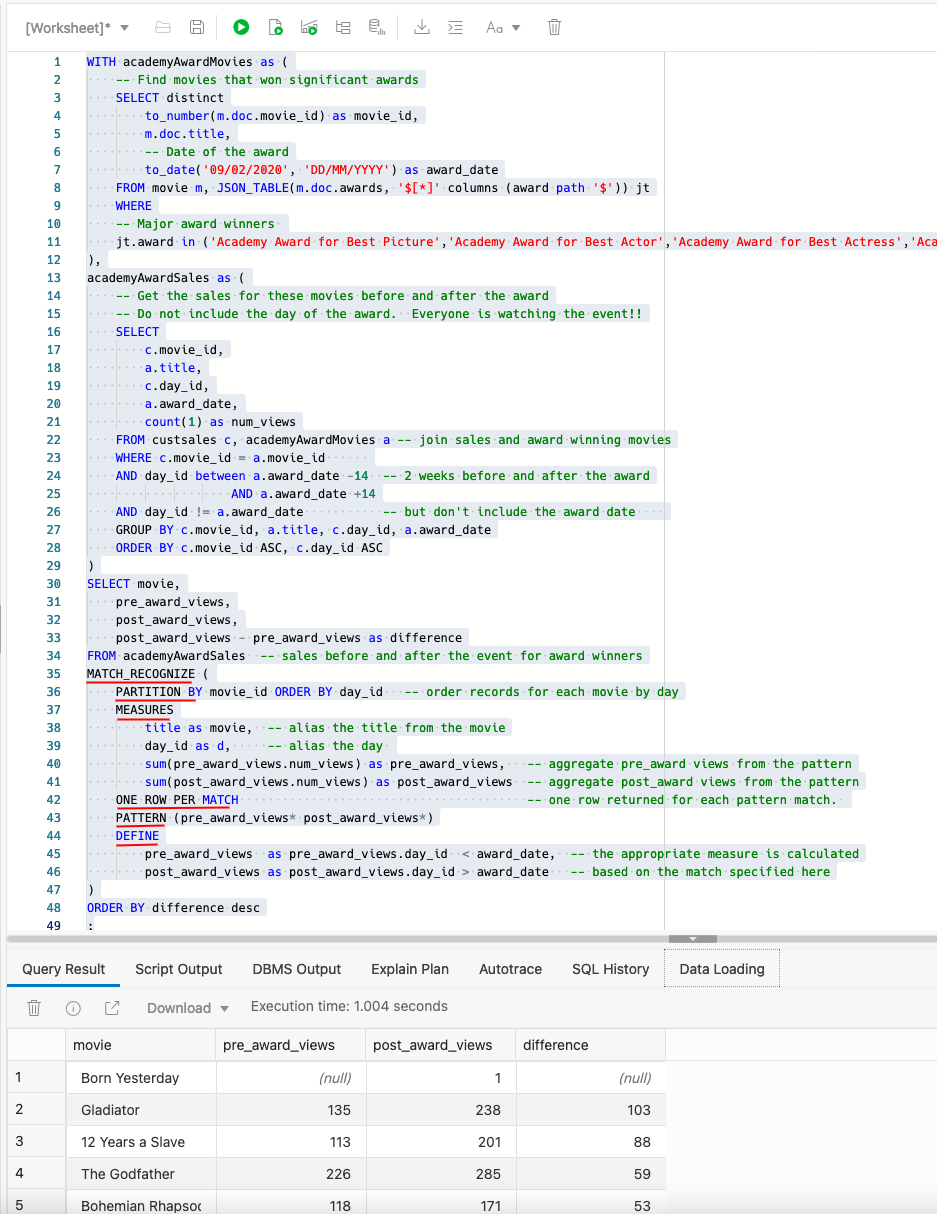 [Worksheet]*
Aa
1 WITH academyAwardMovies as (
2 -- Find movies that won significant awards
3 SELECT distinct
4 to_number(m.doc.movie_id) as movie_id,
5 m.doc.title,
6 -- Date of the award
7 to_date('09/02/2020', 'DD/MM/YYYY') as award_date
8 FROM movie m, JSON_TABLE(m.doc.awards, '$[*]' columns (award path '$')) jt
9 WHERE
10 -- Major award winners
11 jt.award in ('Academy Award for Best Picture','Academy Award for Best Actor','Academy Award for Best Actress','Aca
12 ),
13 academyAwardSales as (
14 -- Get the sales for these movies before and after the award
15 -- Do not include the day of the award.  Everyone is watching the event!!
16 SELECT
17 c.movie_id,
18 a.title,
19 c.day_id,
20 a.award_date,
21 count(1) as num_views
22 FROM custsales c, academyAwardMovies a -- join sales and award winning movies
23 WHERE c.movie_id = a.movie_id
24 AND day_id between a.award_date -14  -- 2 weeks before and after the award
25 AND a.award_date +14
26 AND day_id != a.award_date -- but don't include the award date
27 GROUP BY c.movie_id, a.title, c.day_id, a.award_date
28 ORDER BY c.movie_id ASC, c.day_id ASC
29 )
30 SELECT movie,
31 pre_award_views,
32 post_award_views,
33 post_award_views - pre_award_views as difference
34 FROM academyAwardSales  -- sales before and after the event for award winners
35 MATCH_RECOGNIZE (
36 PARTITION BY movie_id ORDER BY day_id   -- order records for each movie by day
37 MEASURES
38 title as movie,  -- alias the title from the movie
39 day_id as d,     -- alias the day
40 sum(pre_award_views.num_views) as pre_award_views,   -- aggregate pre_award views from the pattern
41 sum(post_award_views.num_views) as post_award_views  -- aggregate post_award views from the pattern
42 ONE ROW PER MATCH -- one row returned for each pattern match.
43 PATTERN (pre_award_views* post_award_views*)
44 DEFINE
45 pre_award_views  as pre_award_views.day_id  < award_date,  -- the appropriate measure is calculated
46 post_award_views as post_award_views.day_id > award_date   -- based on the match specified here
47 )
48 ORDER BY difference desc
49 ;
Query Result Script Output DBMS Output Explain Plan Autotrace SQL History Data Loading
Download Execution time: 1.004 seconds
movie pre_award_views post_award_views difference
1 Born Yesterday (null) 1 (null)
2 Gladiator 135 238 103
3 12 Years a Slave 113 201 88
4 The Godfather 226 285 59
5 Bohemian Rhapsoc 118 171 53